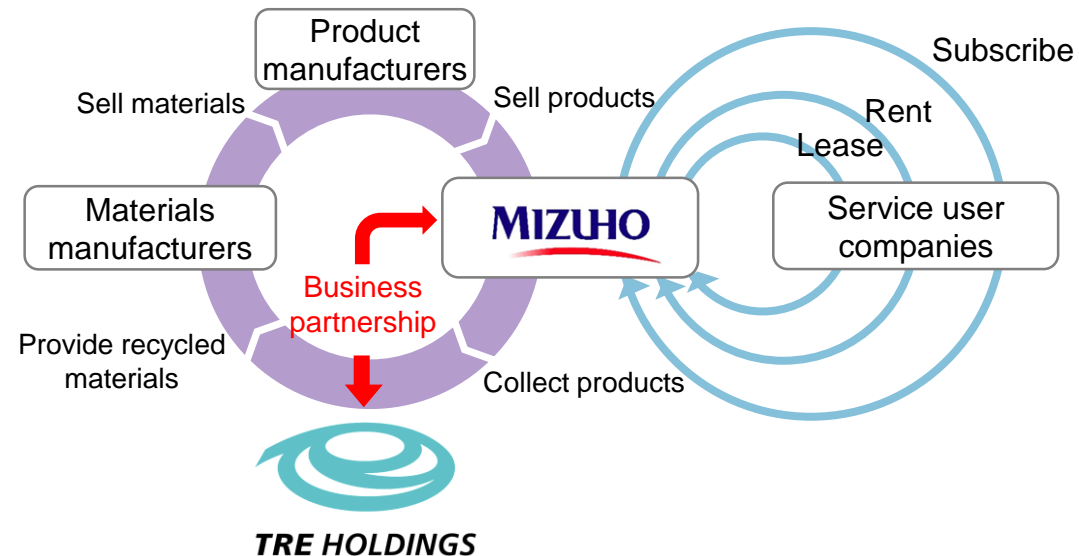 Product
manufacturers
Subscribe
Sell materials
Sell products
Rent
Lease
Materials
manufacturers
MIZUHO
Service user
companies
Business
partnership
Provide recycled
materials
Collect products
TRE HOLDINGS